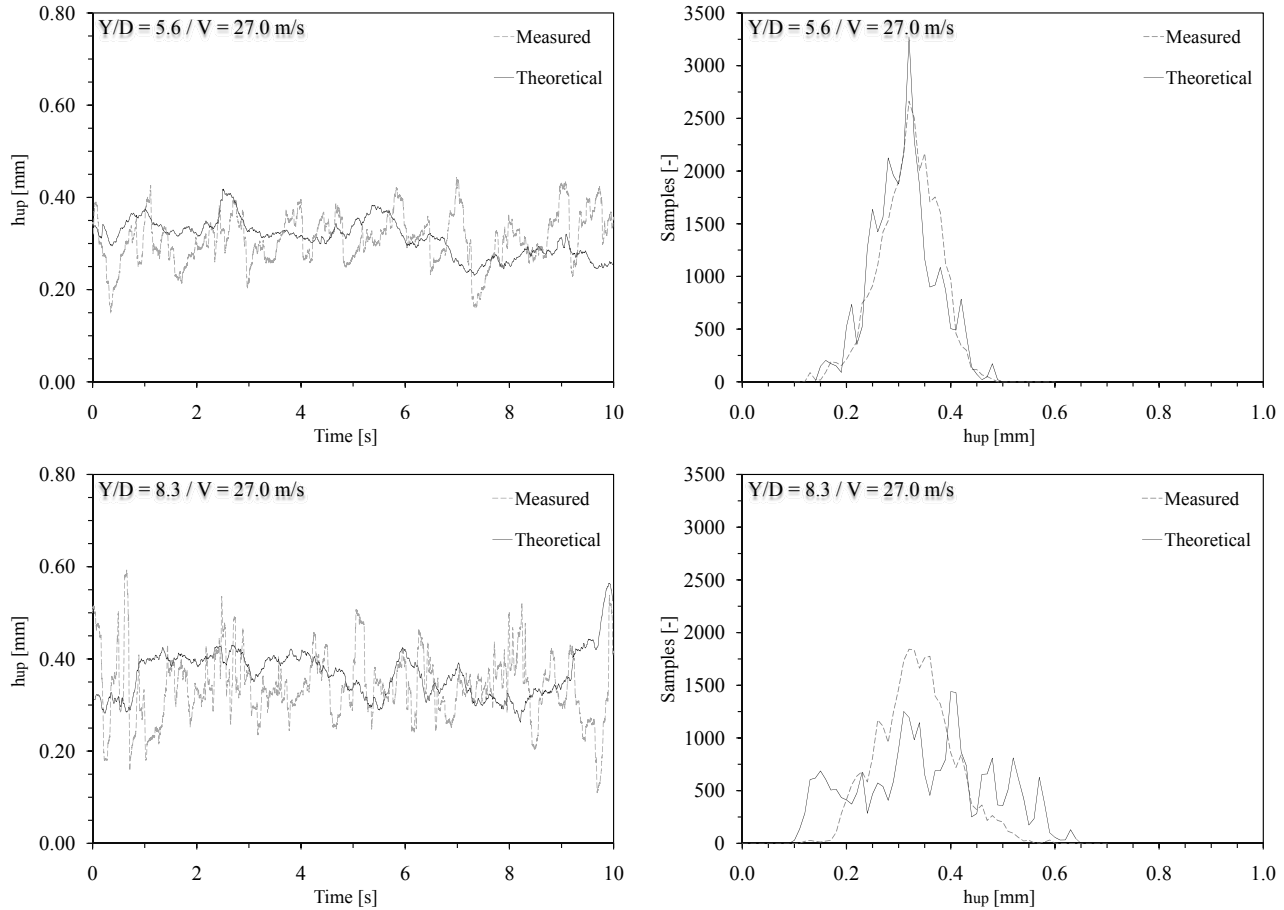 Y/D = 5.6 / V = 27.0 m/s
Measured
Theoretical
0.80
0.60
0.40
0.20
0.00
hup [mm]
0 2 4 6 8 10
Time [s]
Y/D = 5.6 / V = 27.0 m/s
Measured
Theoretical
3500
3000
2500
2000
1500
1000
500
0
Samples [-]
0.0 0.2 0.4 0.6 0.8 1.0
hup [mm]
Y/D = 8.3 / V = 27.0 m/s
Measured
Theoretical
0.80
0.60
0.40
0.20
0.00
hup [mm]
0 2 4 6 8 10
Time [s]
Y/D = 8.3 / V = 27.0 m/s
Measured
Theoretical
3500
3000
2500
2000
1500
1000
500
0
Samples [-]
0.0 0.2 0.4 0.6 0.8 1.0
hup [mm]